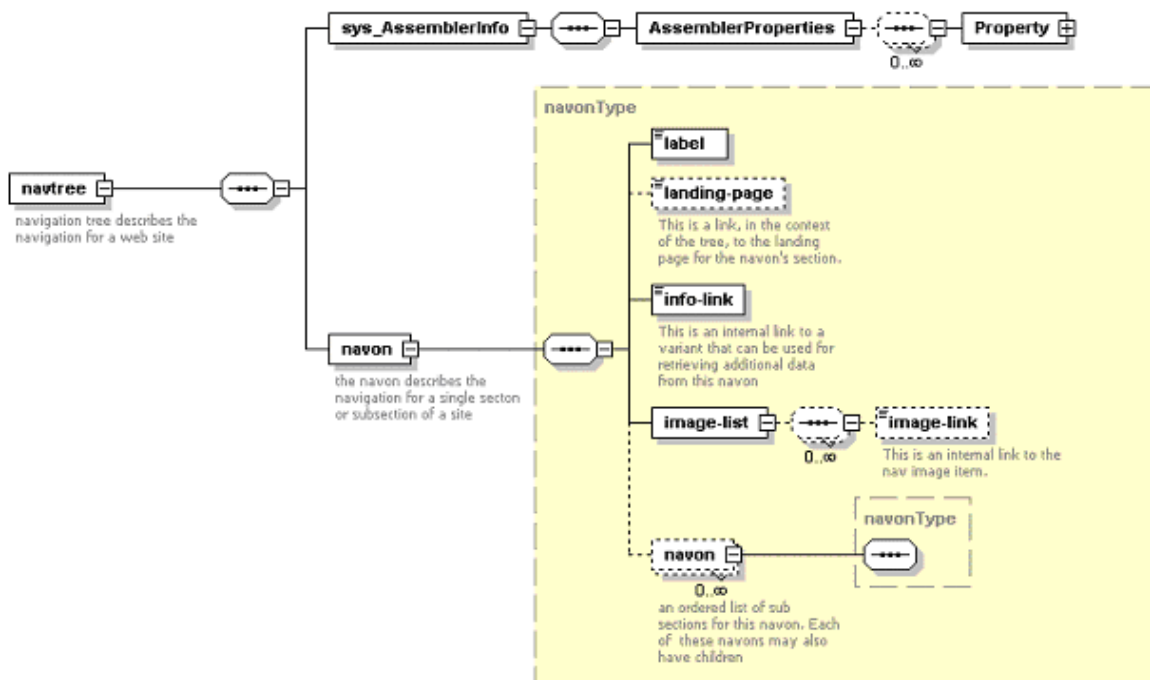 sys_AssemblerInfo
AssemblerProperties
Property
0..∞
navonType
label
navtree
navigation tree describes the
navigation for a web site
landing-page
This is a link, in the context
of the tree, to the landing
page for the navon's section.
info-link
This is an internal link to a
variant that can be used for
retrieving additional data
from this navon
navon
the navon describes the
navigation for a single secton
or subsection of a site
image-list
0..∞
image-link
This is an internal link to the
nav image item.
navonType
navon
0..∞
an ordered list of sub
sections for this navon. Each
of these navons may also
have children